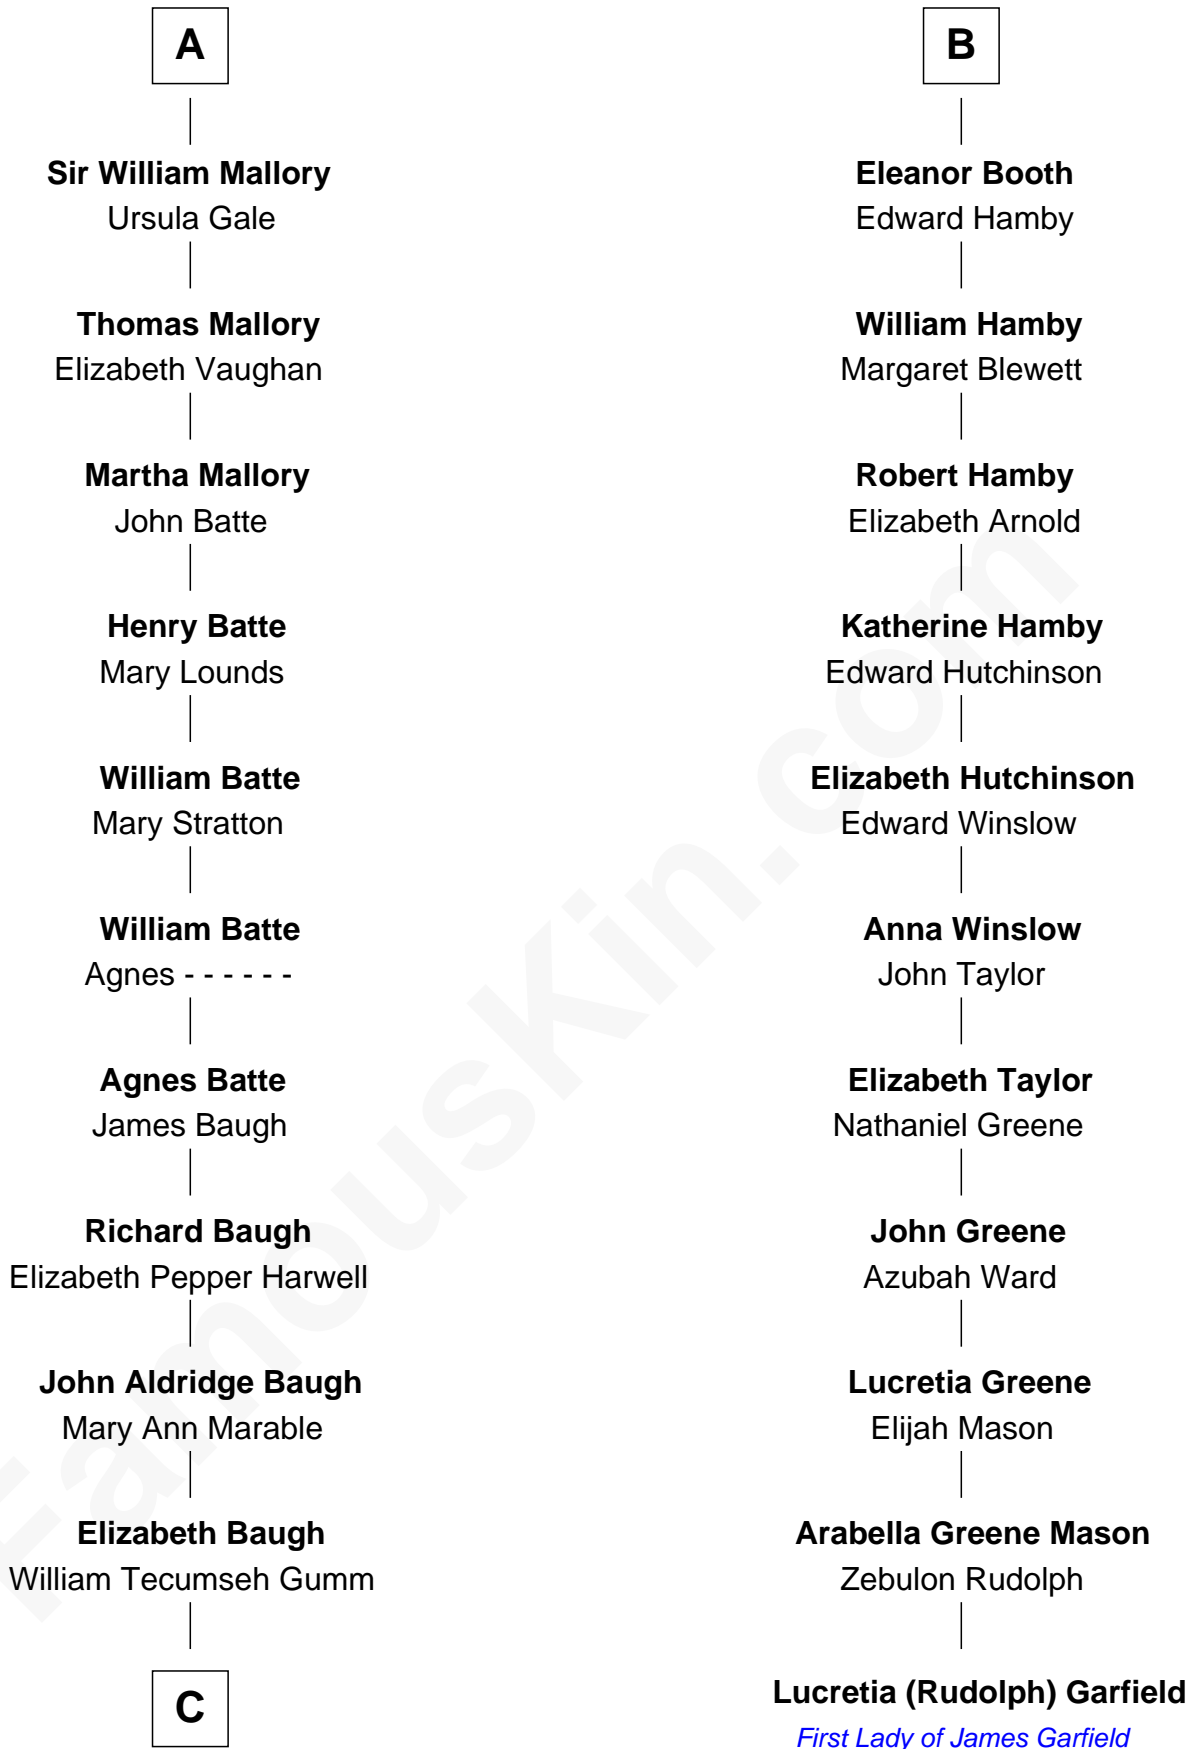 A
Sir William Mallory
Ursula Gale
Thomas Mallory
Elizabeth Vaughan
Martha Mallory
John Batte
Henry Batte
Mary Lounds
William Batte
Mary Stratton
William Batte
Agnes - - - - - -
Agnes Batte
James Baugh
Richard Baugh
Elizabeth Pepper Harwell
John Aldridge Baugh
Mary Ann Marable
Elizabeth Baugh
William Tecumseh Gumm
C
B
Eleanor Booth
Edward Hamby
William Hamby
Margaret Blewett
Robert Hamby
Elizabeth Arnold
Katherine Hamby
Edward Hutchinson
Elizabeth Hutchinson
Edward Winslow
Anna Winslow
John Taylor
Elizabeth Taylor
Nathaniel Greene
John Greene
Azubah Ward
Lucretia Greene
Elijah Mason
Arabella Greene Mason
Zebulon Rudolph
Lucretia (Rudolph) Garfield
First Lady of James Garfield
FamousKin.com